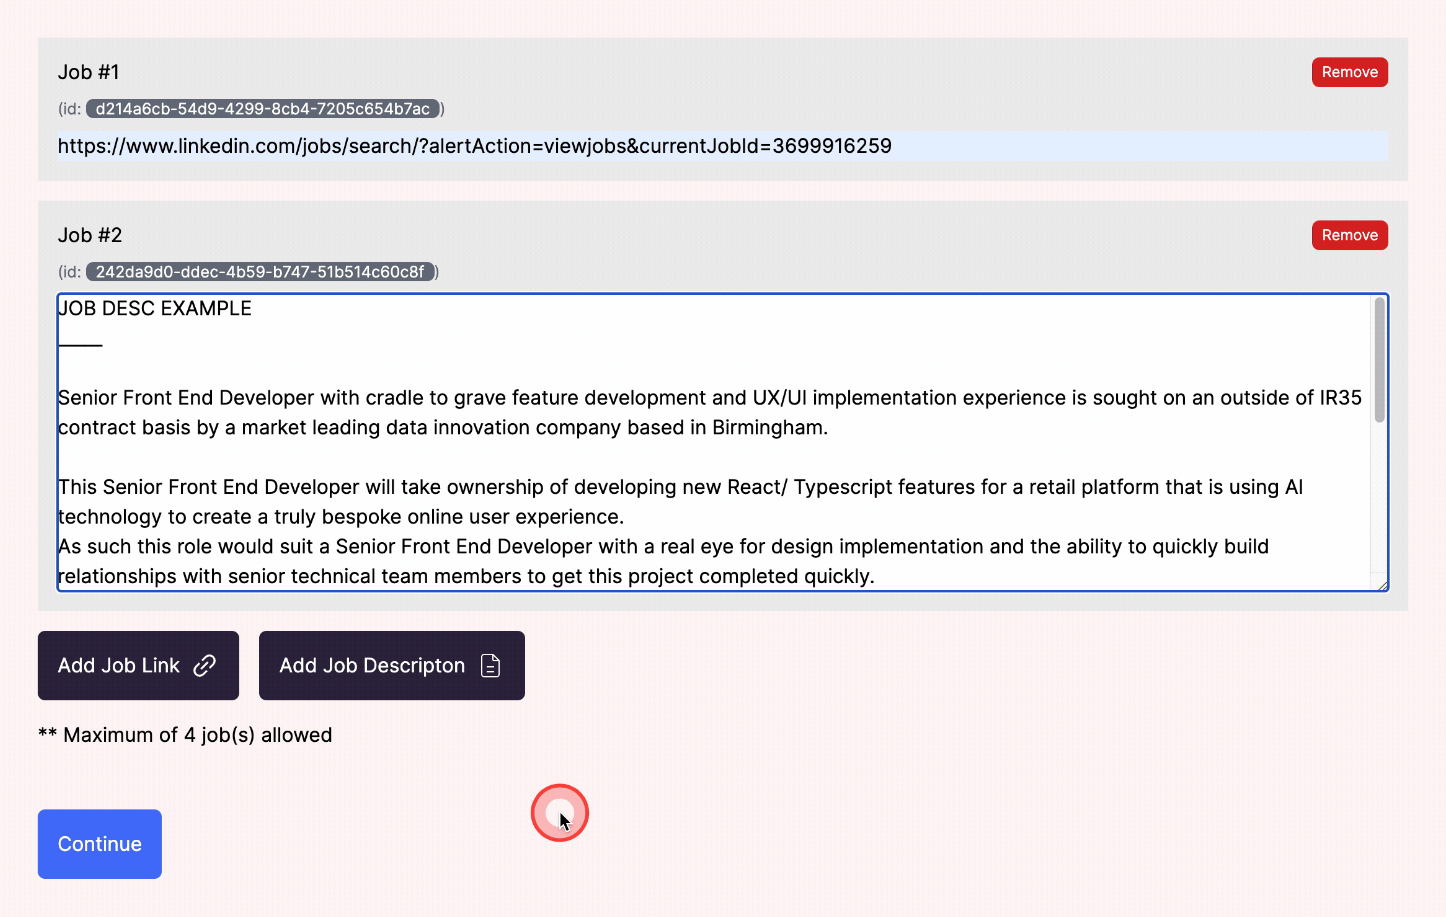 Job #1
Remove
(id: d214a6cb-54d9-4299-8cb4-7205c654b7ac)
https://www.linkedin.com/jobs/search/?alertAction=viewjobs&currentJobId=3699916259
Job #2
Remove
(id: 242da9d0-ddec-4b59-b747-51b514c60c8f)
JOB DESC EXAMPLE
____
Senior Front End Developer with cradle to grave feature development and UX/UI implementation experience is sought on an outside of IR35
contract basis by a market leading data innovation company based in Birmingham.
This Senior Front End Developer will take ownership of developing new React/ Typescript features for a retail platform that is using AI
technology to create a truly bespoke online user experience.
As such this role would suit a Senior Front End Developer with a real eye for design implementation and the ability to quickly build
relationships with senior technical team members to get this project completed quickly.
Add Job Link
Add Job Descripton
** Maximum of 4 job(s) allowed
Continue